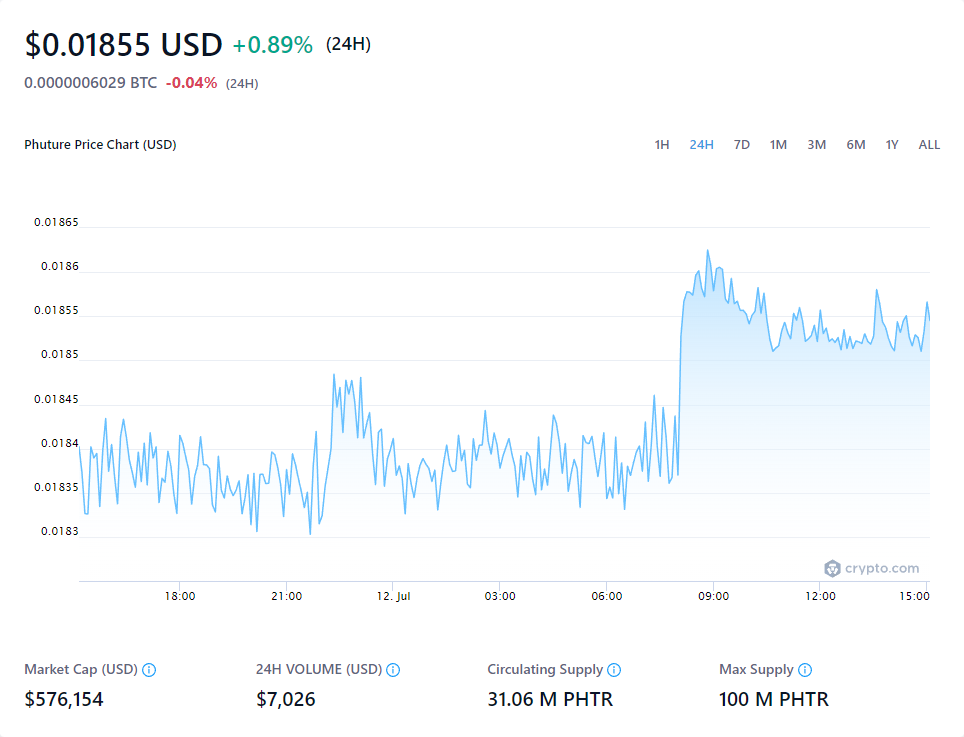 $0.01855 USD +0.89% (24H)
0.0000006029 BTC -0.04% (24H)
Phuture Price Chart (USD) 1H 24H 7D 1M 3M 6M 1Y ALL
0.01865
0.0186
0.01855
0.0185
0.01845
0.0184
0.01835
0.0183
crypto.com
18:00 21:00 12. Jul 03:00 06:00 09:00 12:00 15:00
Market Cap (USD) 24H VOLUME (USD) Circulating Supply Max Supply
$576,154 $7,026 31.06 M PHTR 100 M PHTR